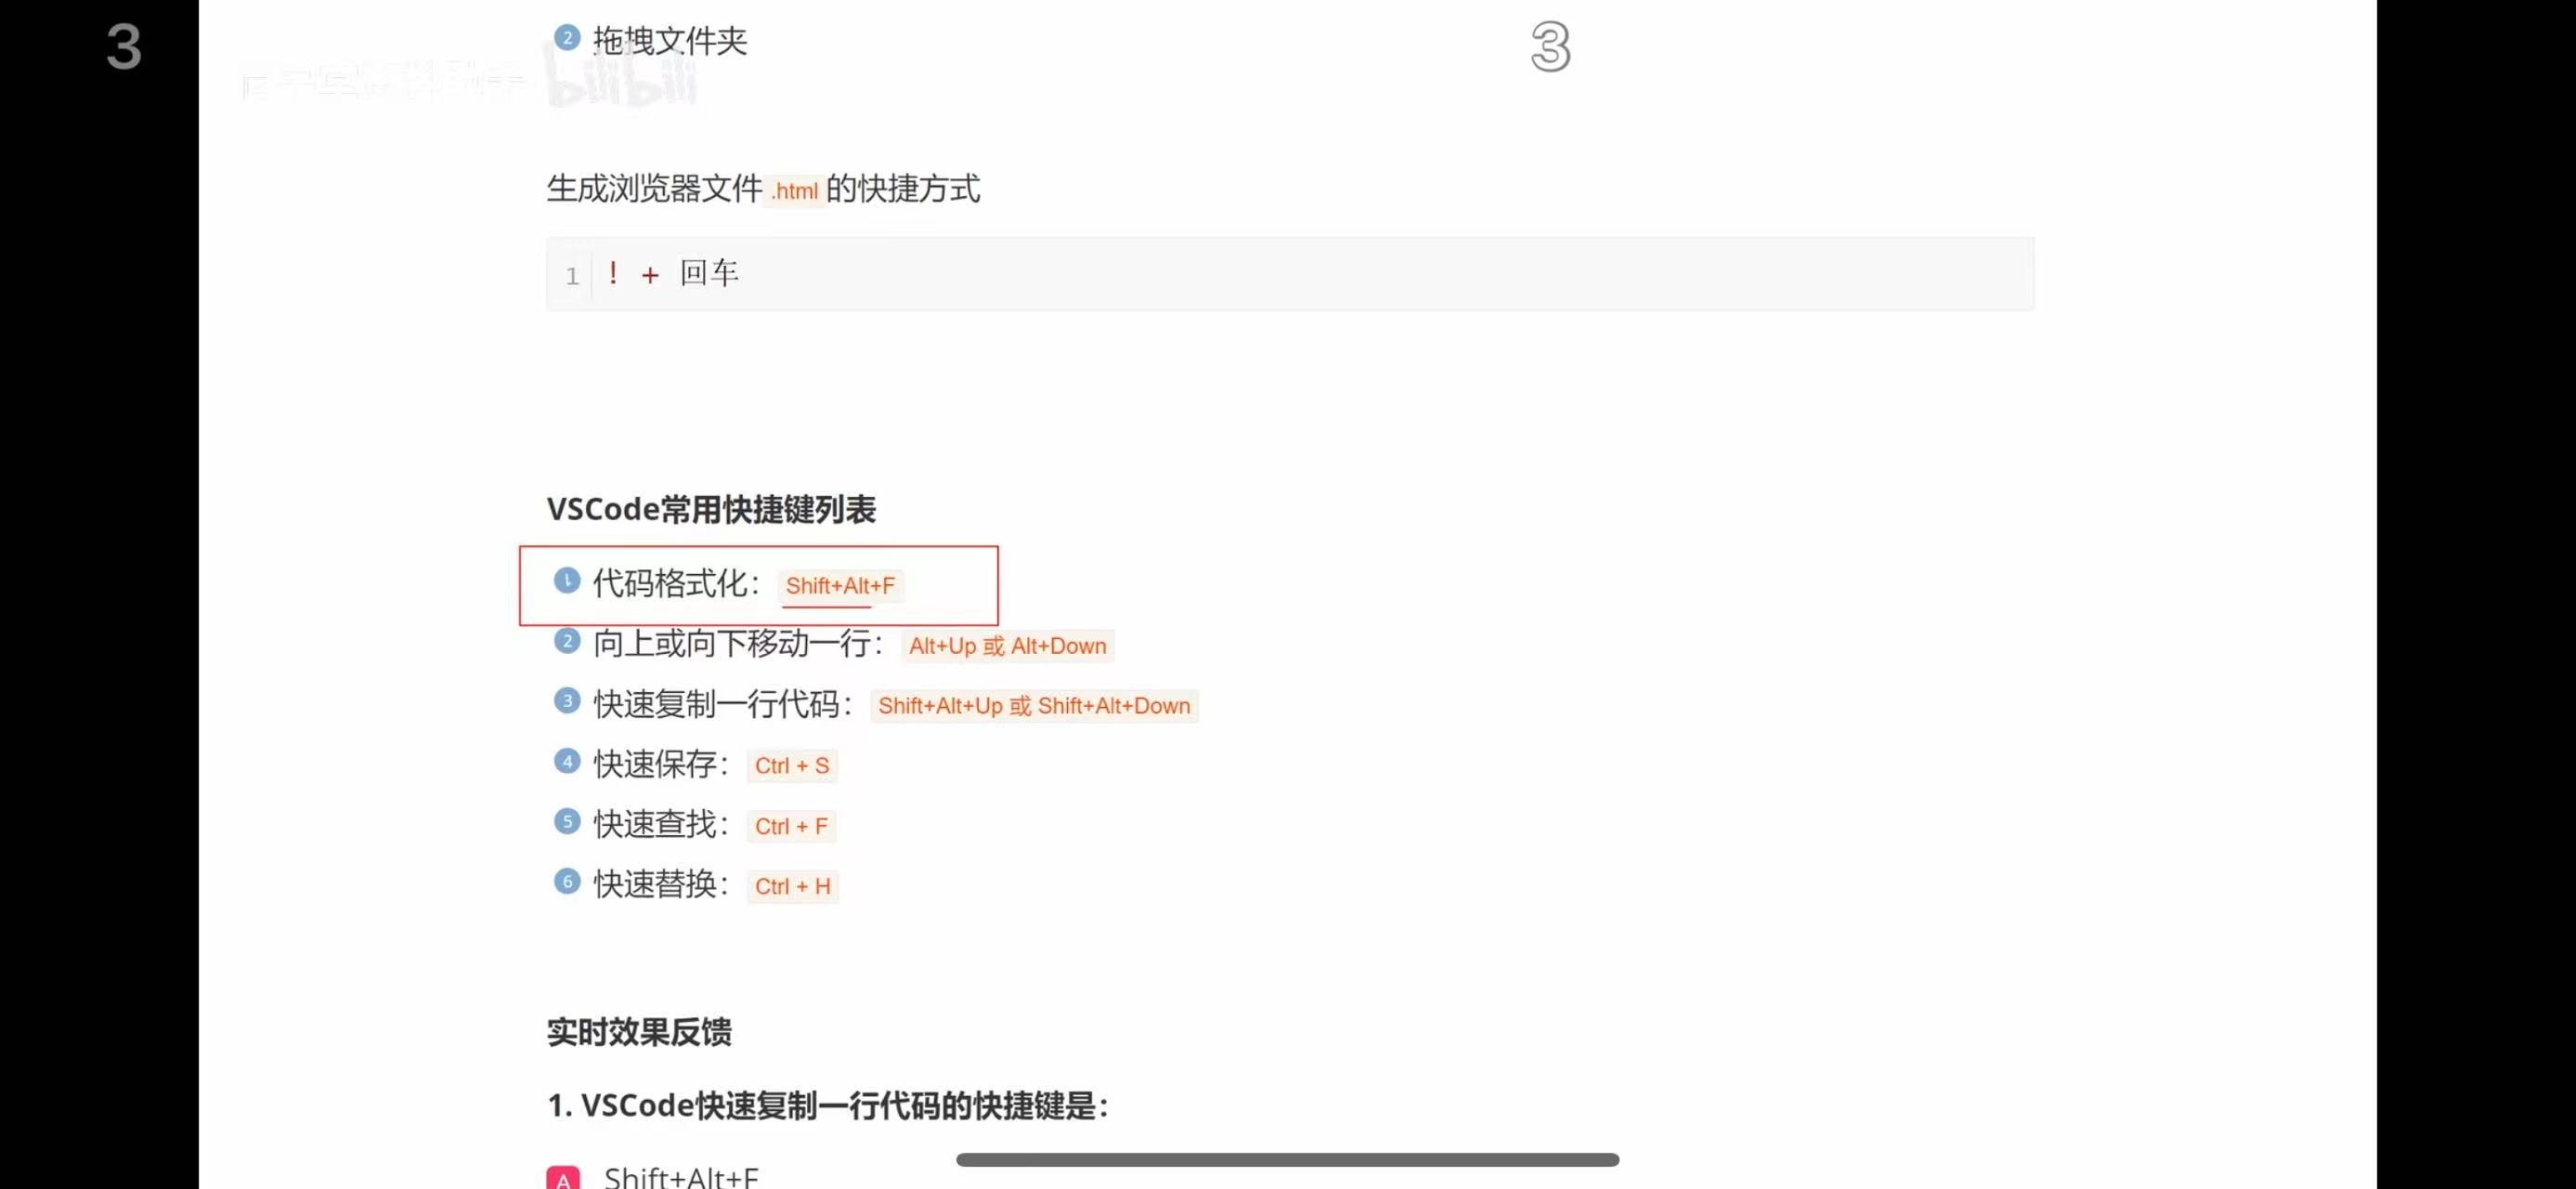 3
② 拖拽文件夹
3
bilibili
生成浏览器文件 .html 的快捷方式
1 ! + 回车
VSCode常用快捷键列表
① 代码格式化： Shift+Alt+F
② 向上或向下移动一行： Alt+Up 或 Alt+Down
③ 快速复制一行代码： Shift+Alt+Up 或 Shift+Alt+Down
④ 快速保存： Ctrl + S
⑤ 快速查找： Ctrl + F
⑥ 快速替换： Ctrl + H
实时效果反馈
1. VSCode快速复制一行代码的快捷键是：
A Shift+Alt+F